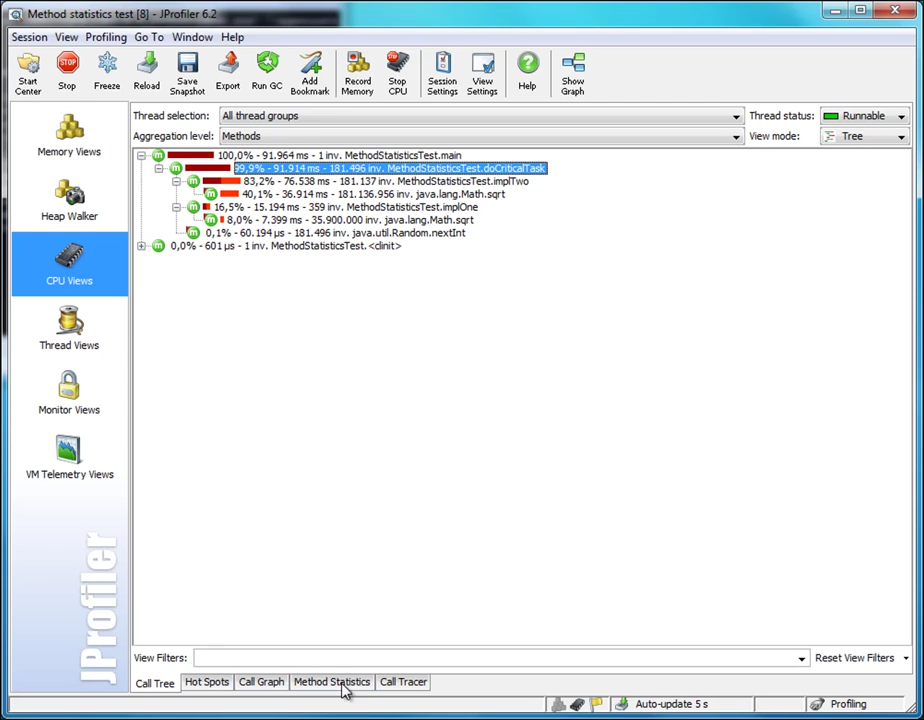 Method statistics test [8] - JProfiler 6.2
Session View Profiling Go To Window Help
Start Center
Stop
Freeze
Reload
Save Snapshot
Export
Run GC
Add Bookmark
Record Memory
Stop CPU
Session Settings
View Settings
Help
Show Graph
Thread selection: All thread groups Thread status: Runnable
Aggregation level: Methods View mode: Tree
Memory Views
Heap Walker
CPU Views
Thread Views
Monitor Views
VM Telemetry Views
JProfiler
100,0% - 91.964 ms - 1 inv. MethodStatisticsTest.main
99,9% - 91.914 ms - 181.496 inv. MethodStatisticsTest.doCriticalTask
83,2% - 76.538 ms - 181.137 inv. MethodStatisticsTest.implTwo
40,1% - 36.914 ms - 181.136.956 inv. java.lang.Math.sqrt
16,5% - 15.194 ms - 359 inv. MethodStatisticsTest.implOne
8,0% - 7.399 ms - 35.900.000 inv. java.lang.Math.sqrt
0,1% - 60.194 µs - 181.496 inv. java.util.Random.nextInt
0,0% - 601 µs - 1 inv. MethodStatisticsTest. <clinit>
View Filters: Reset View Filters
Call Tree Hot Spots Call Graph Method Statistics Call Tracer
Auto-update 5 s Profiling